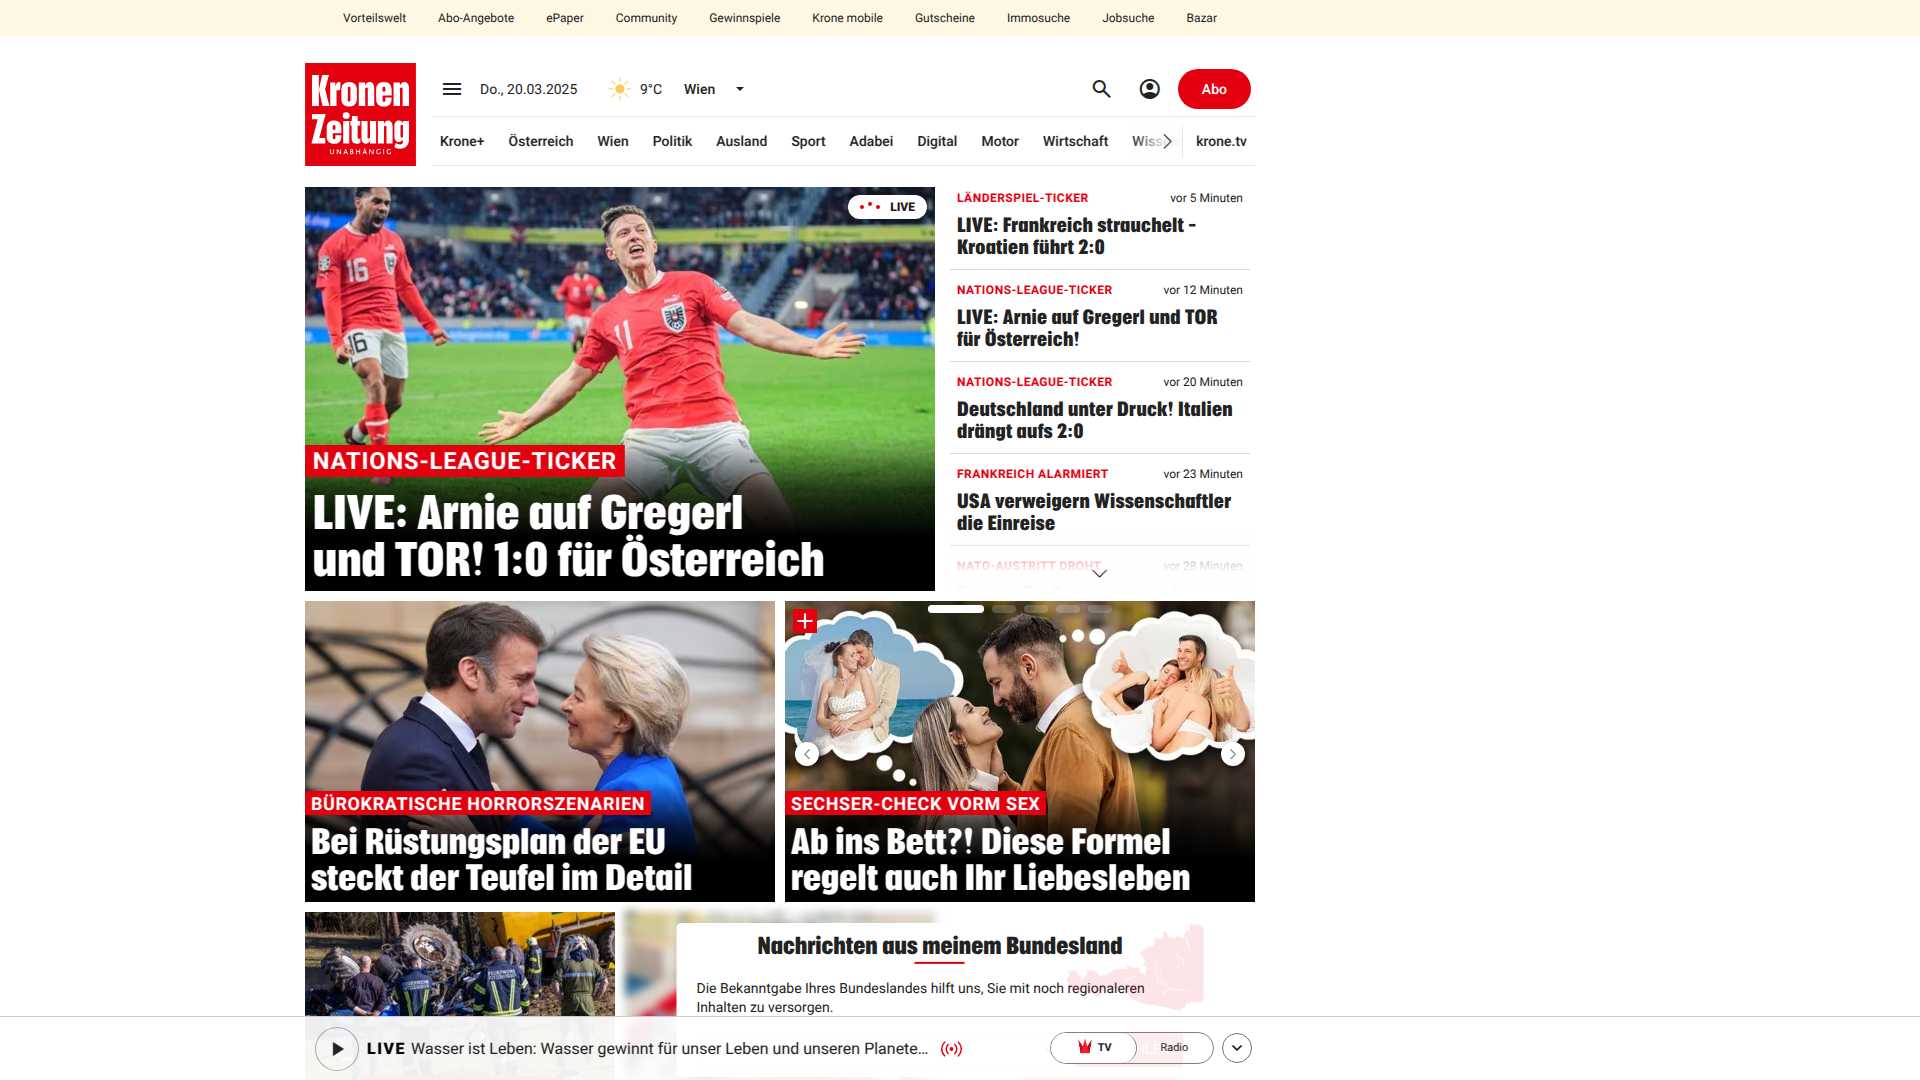 Vorteilswelt Abo-Angebote ePaper Community Gewinnspiele Krone mobile Gutscheine Immosuche Jobsuche Bazar
Kronen
Zeitung
UNABHÄNGIG
Do., 20.03.2025 9°C Wien
Abo
Krone+ Österreich Wien Politik Ausland Sport Adabei Digital Motor Wirtschaft Wiss krone.tv
LIVE
16
16
11
NATIONS-LEAGUE-TICKER
LIVE: Arnie auf Gregerl
und TOR! 1:0 für Österreich
LÄNDERSPIEL-TICKER vor 5 Minuten
LIVE: Frankreich strauchelt -
Kroatien führt 2:0
NATIONS-LEAGUE-TICKER vor 12 Minuten
LIVE: Arnie auf Gregerl und TOR
für Österreich!
NATIONS-LEAGUE-TICKER vor 20 Minuten
Deutschland unter Druck! Italien
drängt aufs 2:0
FRANKREICH ALARMIERT vor 23 Minuten
USA verweigern Wissenschaftler
die Einreise
NATO-AUSTRITT DROHT vor 28 Minuten
BÜROKRATISCHE HORRORSZENARIEN
Bei Rüstungsplan der EU
steckt der Teufel im Detail
SECHSER-CHECK VORM SEX
Ab ins Bett?! Diese Formel
regelt auch Ihr Liebesleben
Nachrichten aus meinem Bundesland
Die Bekanntgabe Ihres Bundeslandes hilft uns, Sie mit noch regionaleren
Inhalten zu versorgen.
LIVE Wasser ist Leben: Wasser gewinnt für unser Leben und unseren Planete...
TV Radio